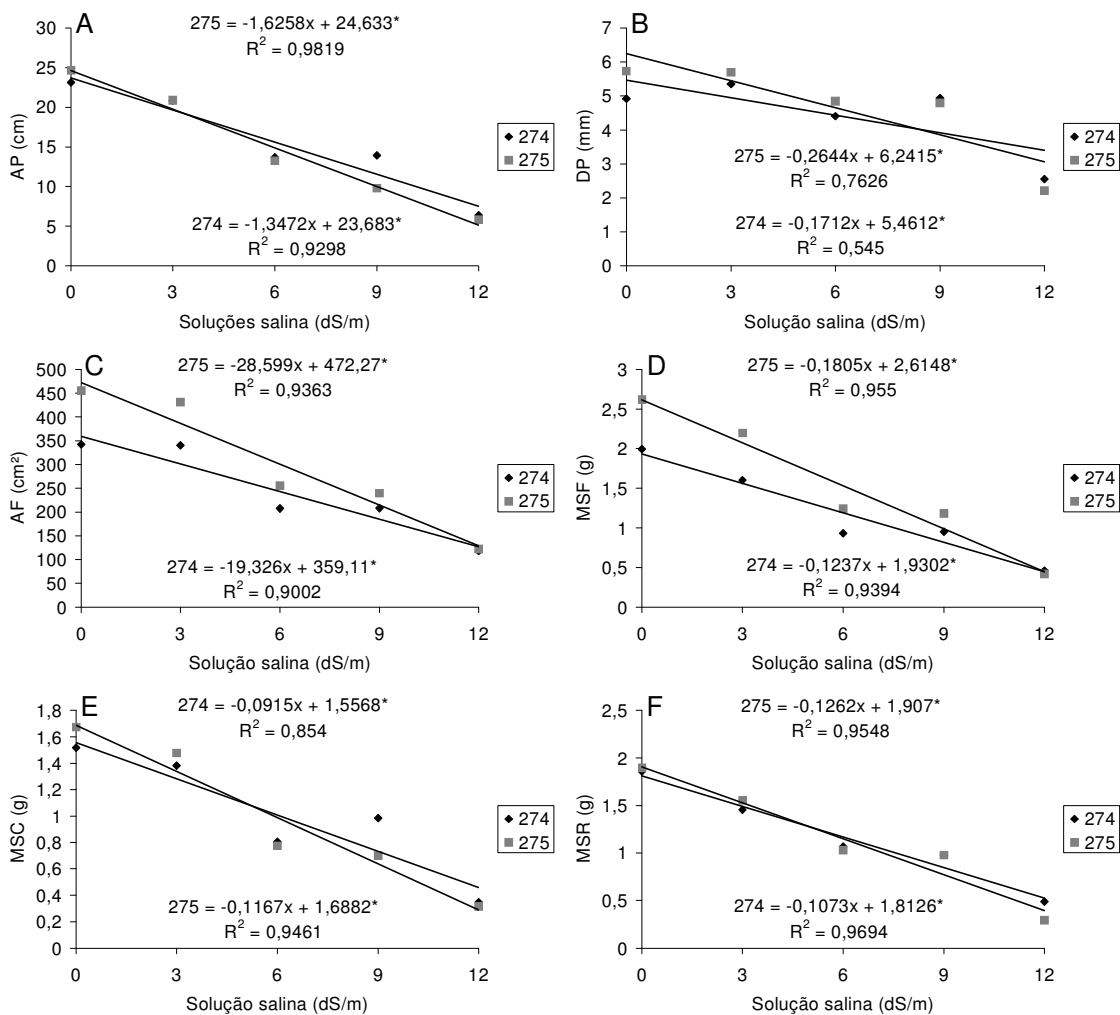 A
275 = -1,6258x + 24,633*
R² = 0,9819
30
25
20
15
10
5
0
AP (cm)
274 = -1,3472x + 23,683*
R² = 0,9298
0 3 6 9 12
Soluções salina (dS/m)
274
275
B
7
6
5
4
3
2
1
0
DP (mm)
275 = -0,2644x + 6,2415*
R² = 0,7626
274 = -0,1712x + 5,4612*
R² = 0,545
0 3 6 9 12
Solução salina (dS/m)
274
275
C
275 = -28,599x + 472,27*
R² = 0,9363
500
450
400
350
300
250
200
150
100
50
0
AF (cm²)
274 = -19,326x + 359,11*
R² = 0,9002
0 3 6 9 12
Solução salina (dS/m)
274
275
D
275 = -0,1805x + 2,6148*
R² = 0,955
3
2,5
2
1,5
1
0,5
0
MSF (g)
274 = -0,1237x + 1,9302*
R² = 0,9394
0 3 6 9 12
Solução salina (dS/m)
274
275
E
274 = -0,0915x + 1,5568*
R² = 0,854
1,8
1,6
1,4
1,2
1
0,8
0,6
0,4
0,2
0
MSC (g)
275 = -0,1167x + 1,6882*
R² = 0,9461
0 3 6 9 12
Solução salina (dS/m)
274
275
F
275 = -0,1262x + 1,907*
R² = 0,9548
2,5
2
1,5
1
0,5
0
MSR (g)
274 = -0,1073x + 1,8126*
R² = 0,9694
0 3 6 9 12
Solução salina (dS/m)
274
275